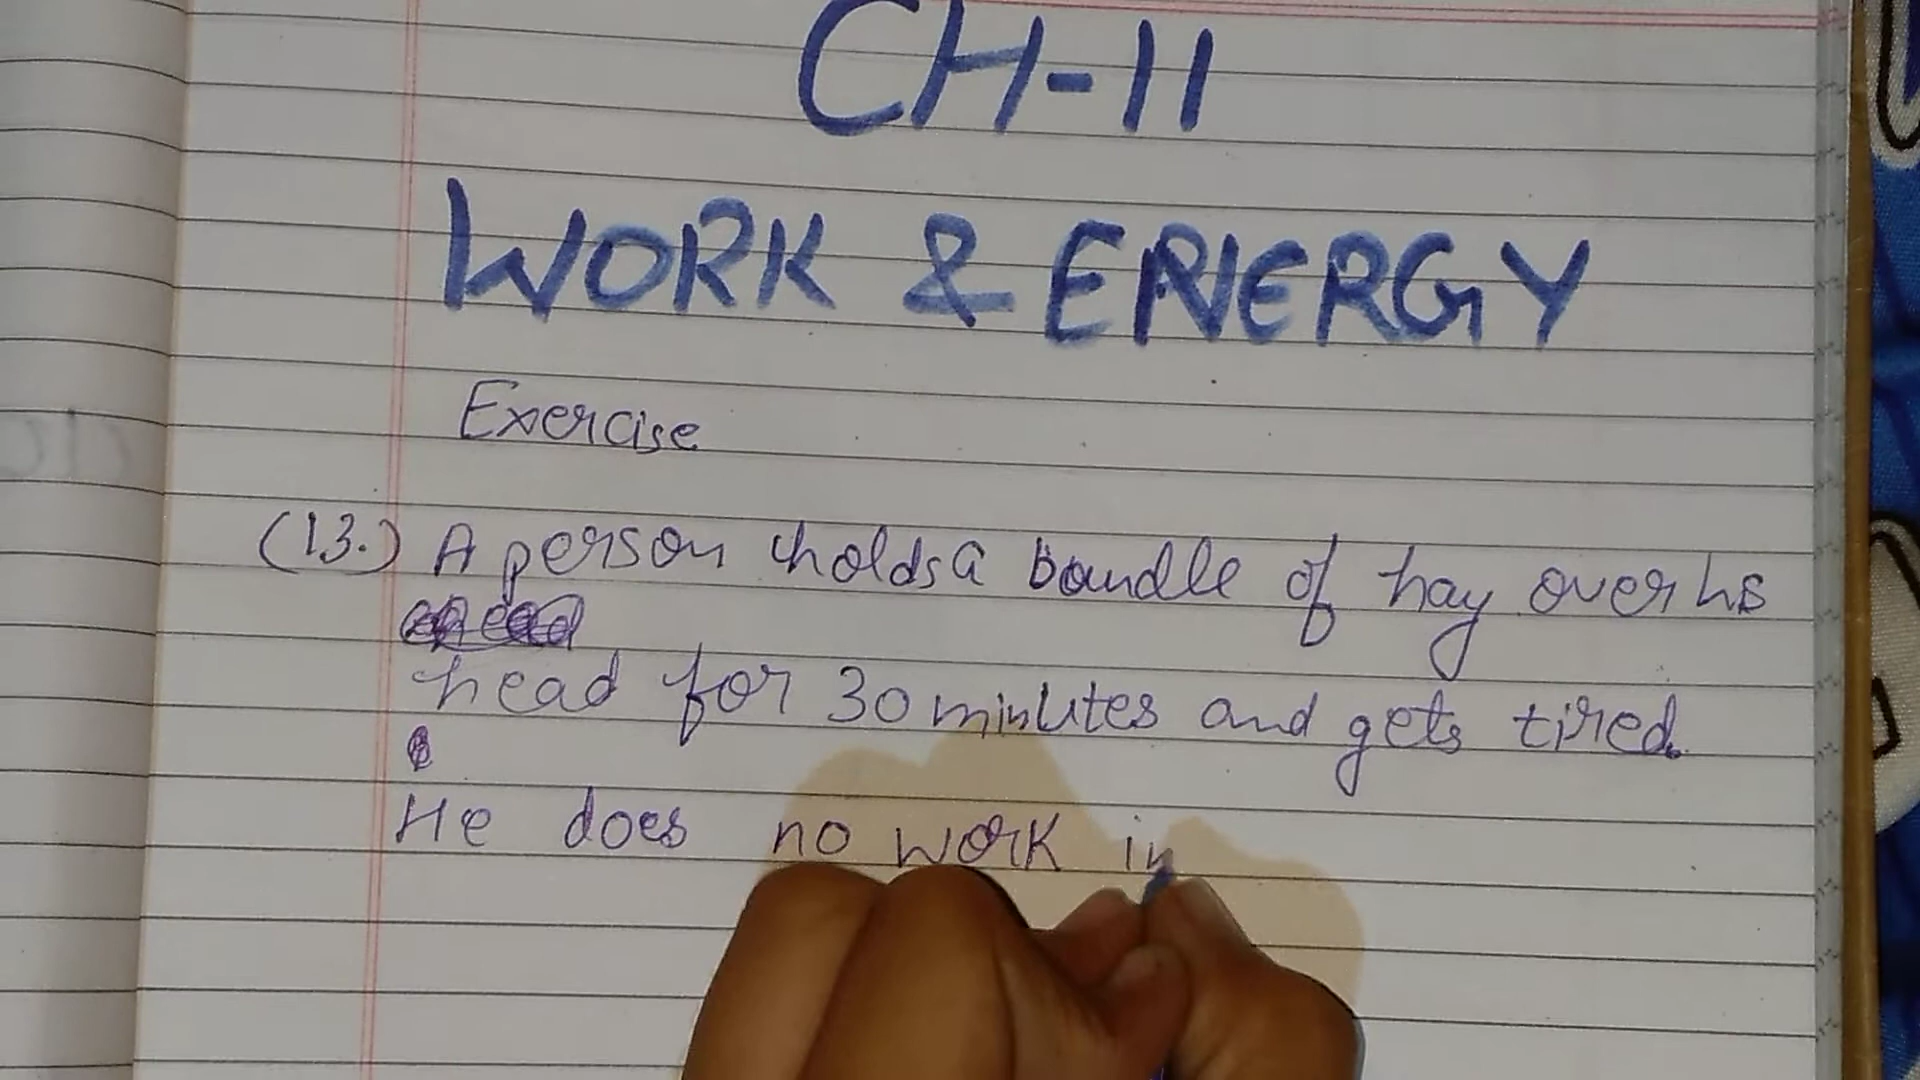 CH-11
WORK & ENERGY
Exercise
(13.) A person holds a boundle of hay over his
head for 30 minutes and gets tired.
He does no work in